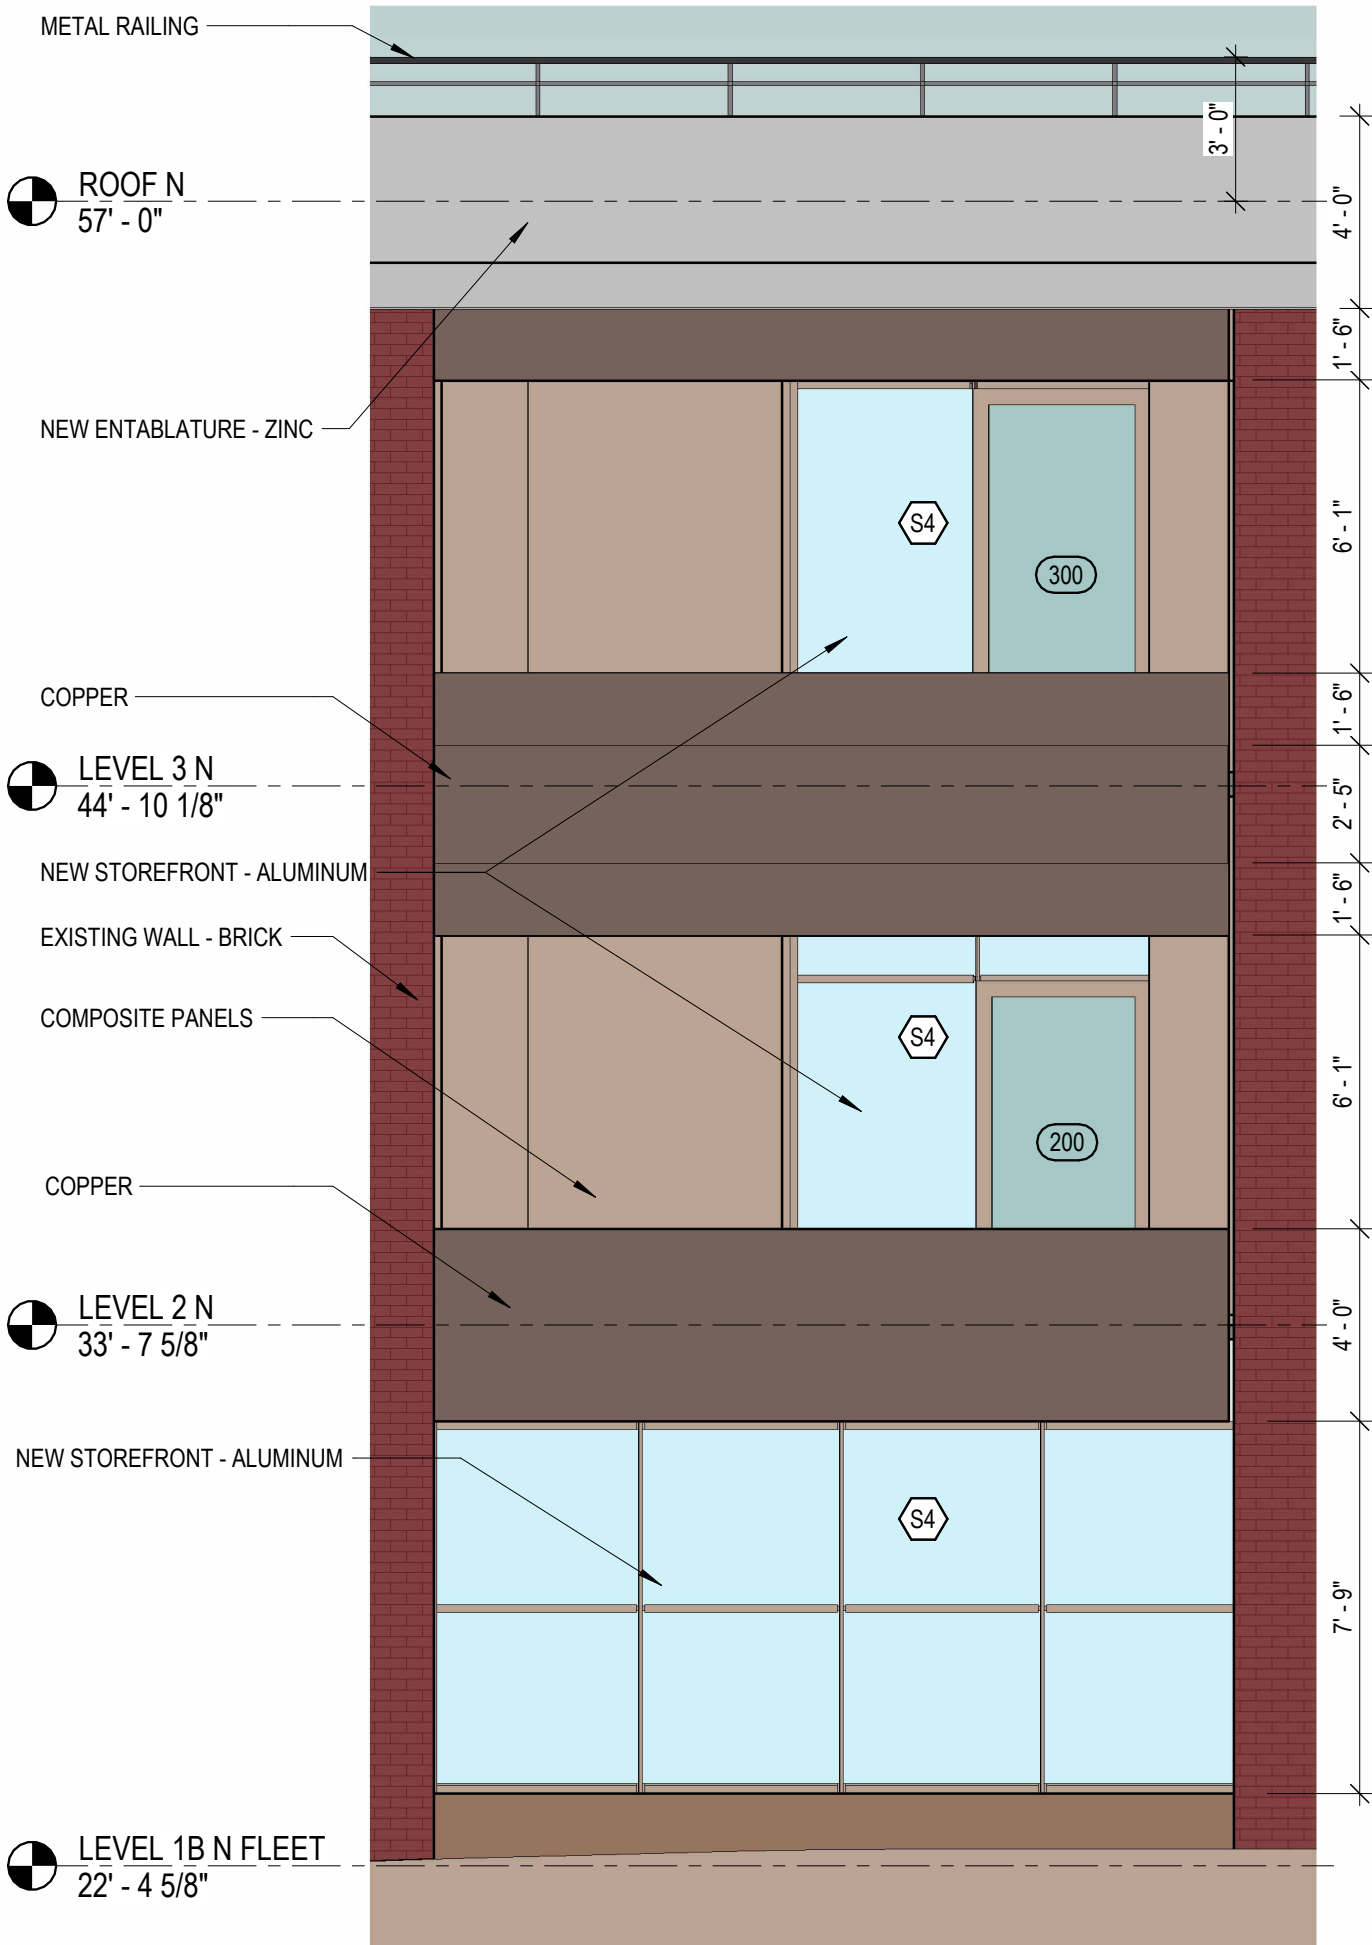 METAL RAILING
3' - 0"
ROOF N
57' - 0"
4' - 0"
1' - 6"
NEW ENTABLATURE - ZINC
S4
6' - 1"
300
COPPER
1' - 6"
LEVEL 3 N
44' - 10 1/8"
2' - 5"
NEW STOREFRONT - ALUMINUM
1' - 6"
EXISTING WALL - BRICK
COMPOSITE PANELS
S4
6' - 1"
200
COPPER
LEVEL 2 N
33' - 7 5/8"
4' - 0"
NEW STOREFRONT - ALUMINUM
S4
7' - 9"
LEVEL 1B N FLEET
22' - 4 5/8"